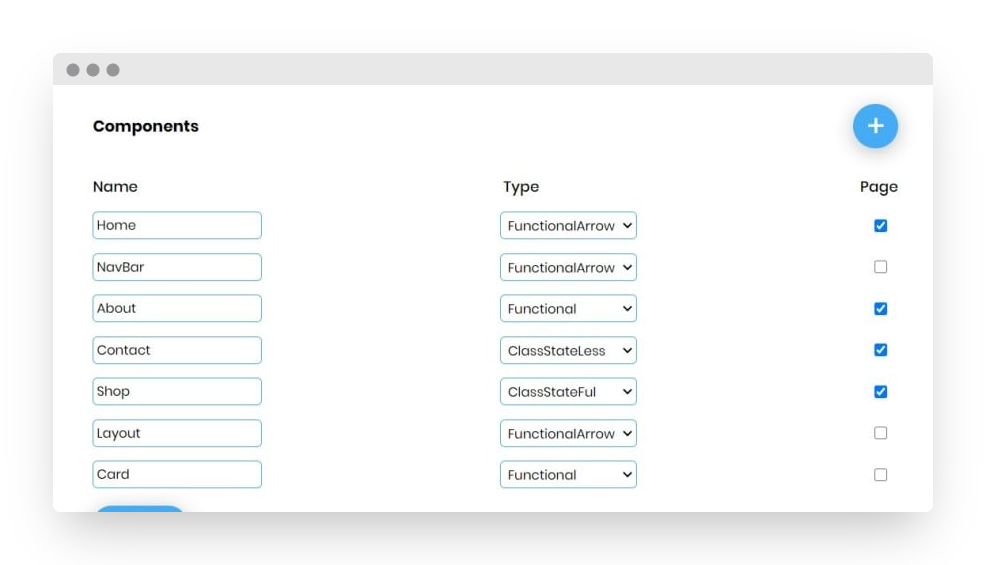 Components
+
Name Type Page
Home FunctionalArrow
NavBar FunctionalArrow
About Functional
Contact ClassStateLess
Shop ClassStateFul
Layout FunctionalArrow
Card Functional